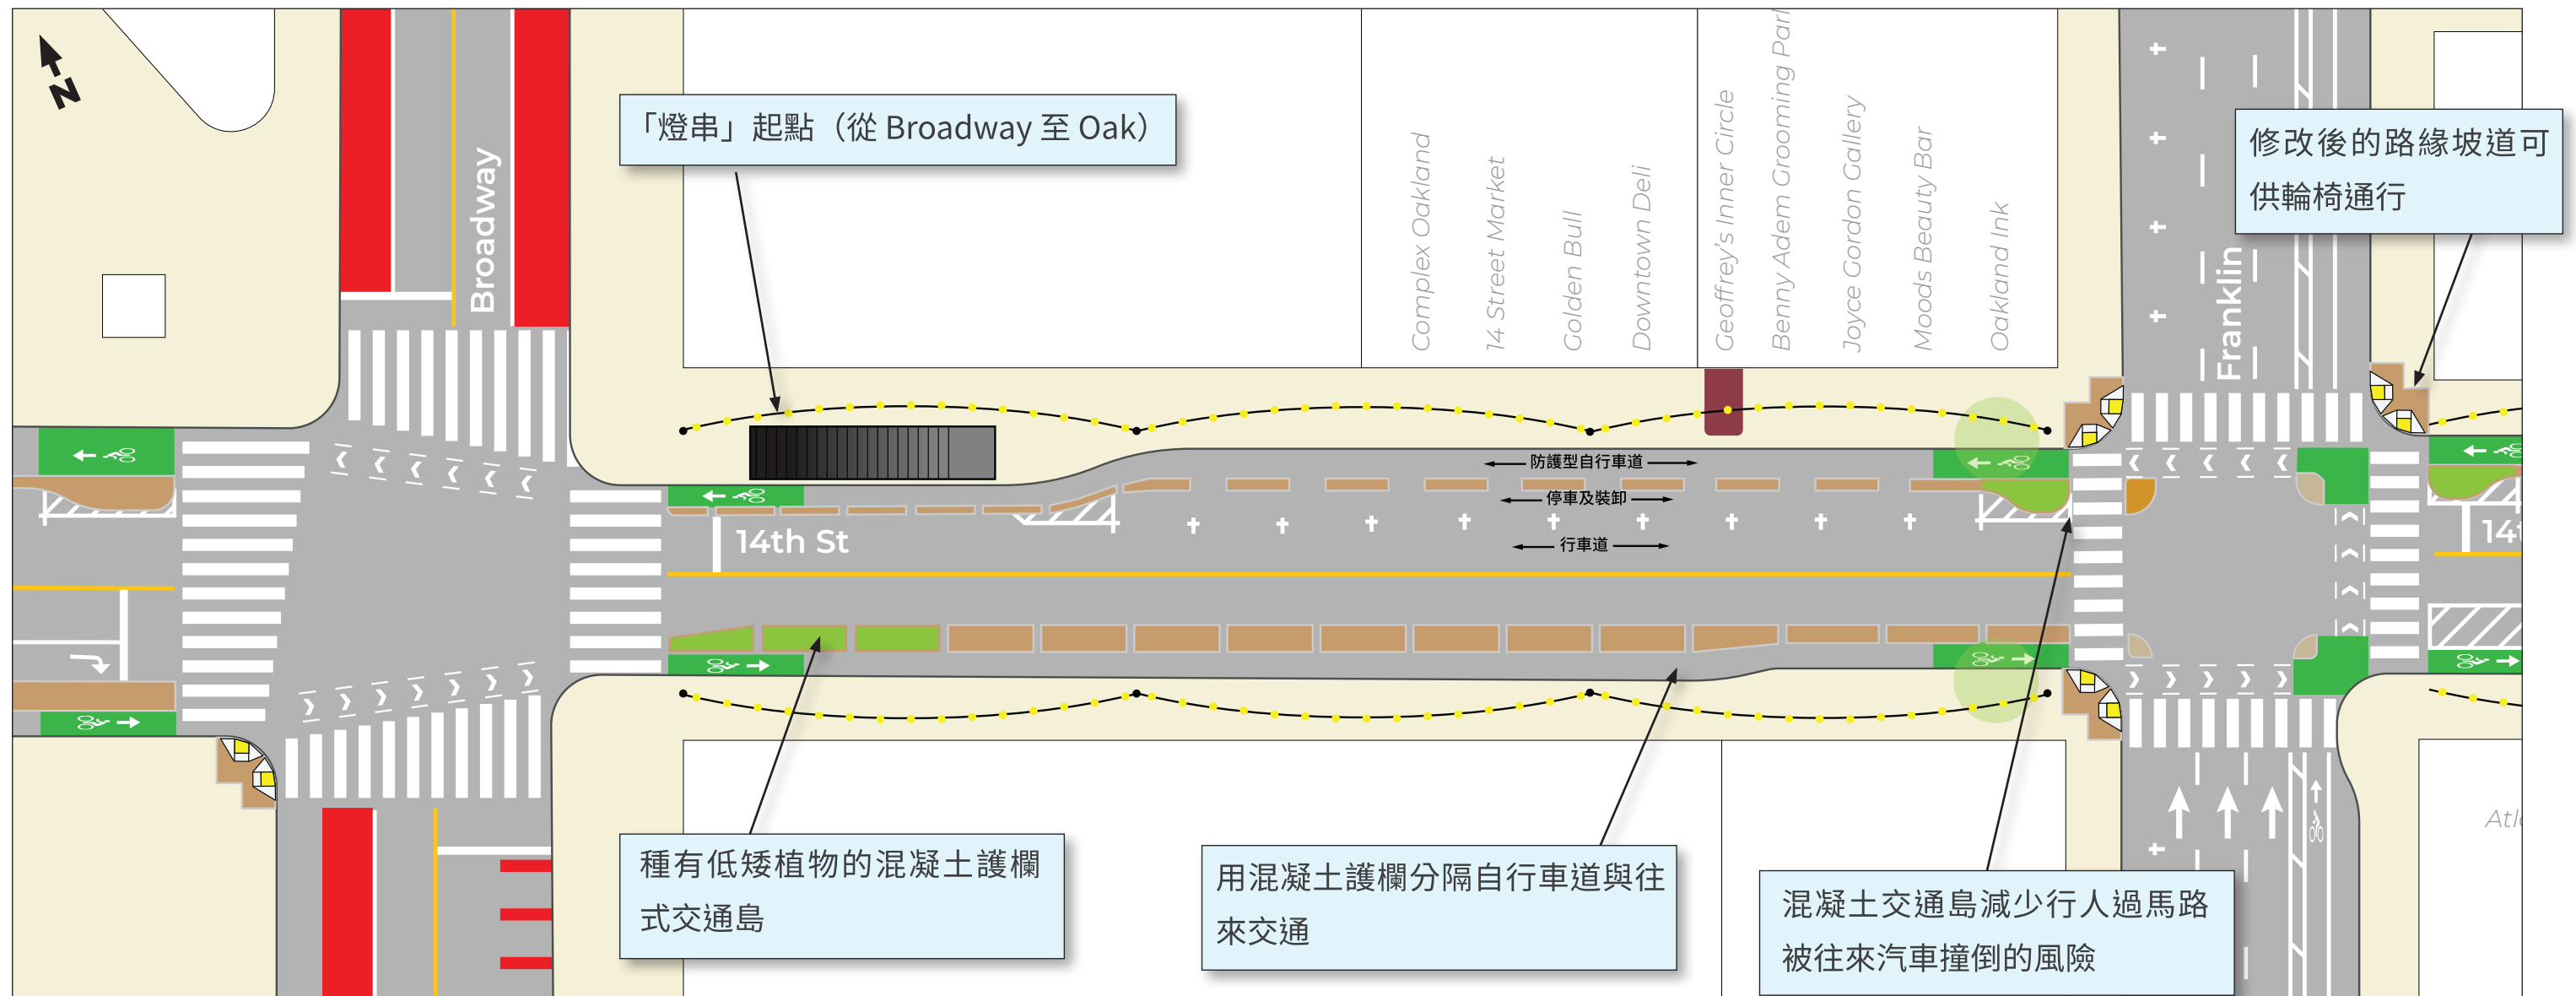 N
Broadway
「燈串」起點（從 Broadway 至 Oak）
Complex Oakland
14 Street Market
Golden Bull
Downtown Deli
Geoffrey's Inner Circle
Benny Adem Grooming Parl
Joyce Gordon Gallery
Moods Beauty Bar
Oakland Ink
Franklin
修改後的路緣坡道可
供輪椅通行
防護型自行車道
停車及裝卸
行車道
14th St
14t
種有低矮植物的混凝土護欄
式交通島
用混凝土護欄分隔自行車道與往
來交通
混凝土交通島減少行人過馬路
被往來汽車撞倒的風險
Atl